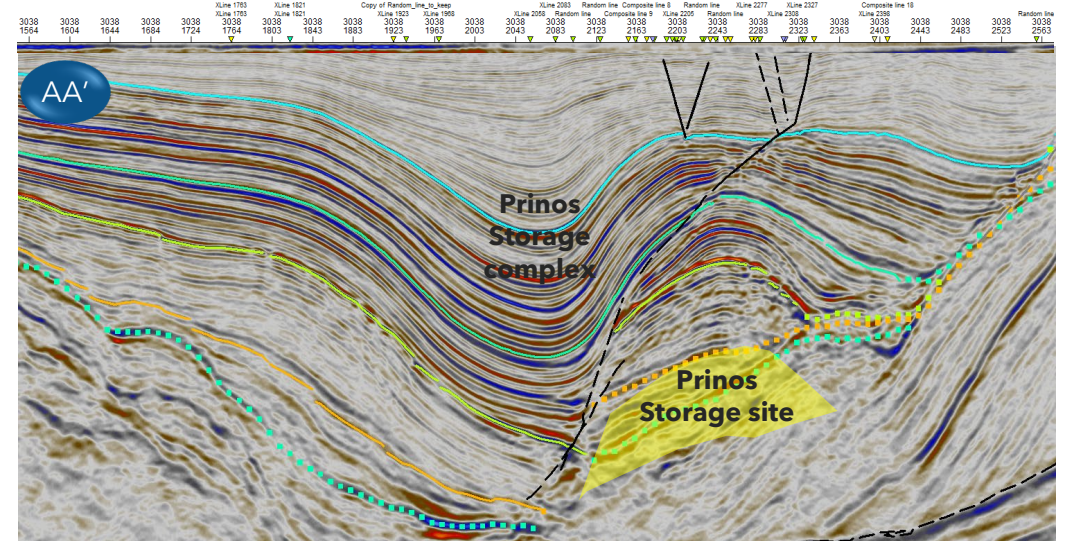 XLine 1763 XLine 1821 Copy of Random_line_to_keep XLine 2083 Random line Composite line 8 Random line XLine 2277 XLine 2327 Composite line 18
XLine 1763 XLine 1821 XLine 1923 XLine 1968 XLine 2058 Random line Composite line 9 XLine 2205 Random line XLine 2308 XLine 2398 Random line
3038 3038 3038 3038 3038 3038 3038 3038 3038 3038 3038 3038 3038 3038 3038 3038 3038 3038 3038 3038 3038 3038 3038 3038 3038 3038
1564 1604 1644 1724 1763 1803 1843 1883 1923 1963 2003 2043 2083 2123 2163 2203 2243 2283 2323 2363 2403 2443 2483 2523 2563
AA’
Prinos
Storage
complex
Prinos
Storage site